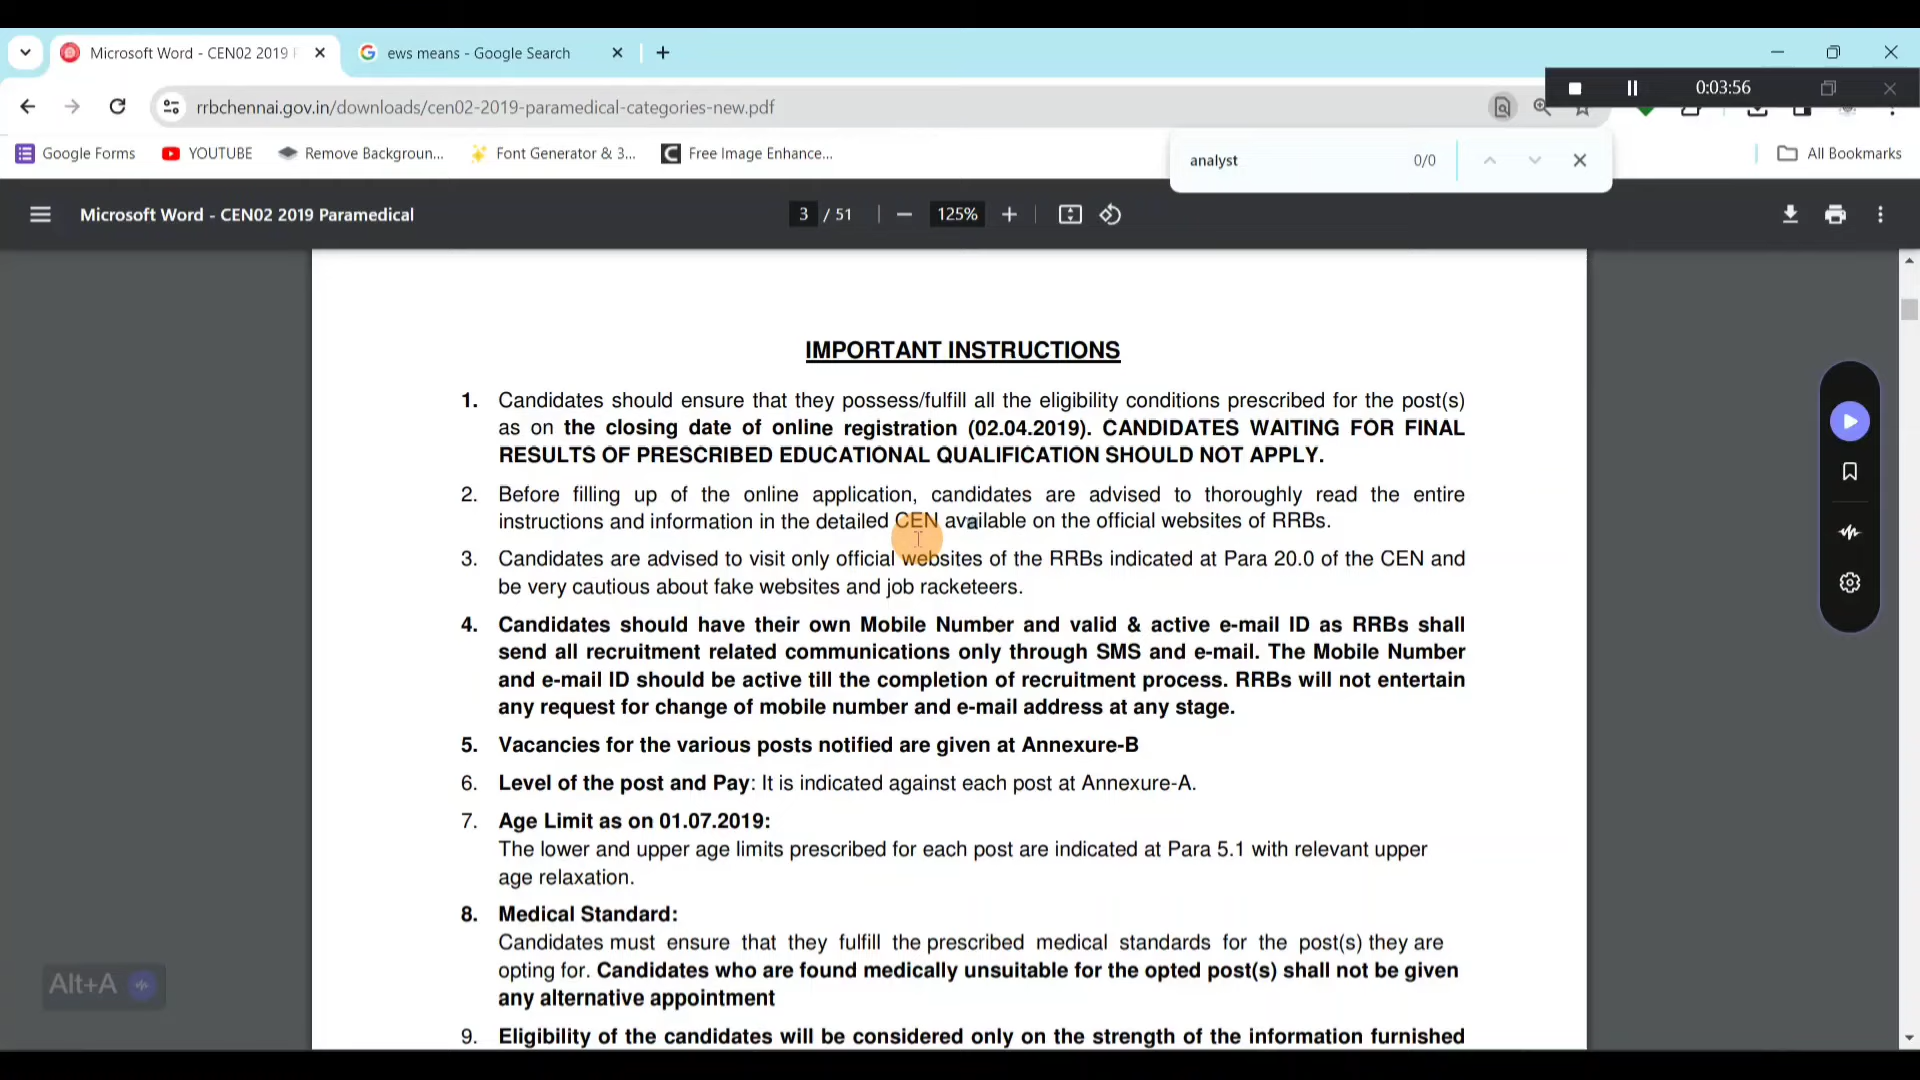 Microsoft Word - CEN02 2019
ews means - Google Search
0:03:56
rrbchennai.gov.in/downloads/cen02-2019-paramedical-categories-new.pdf
Google Forms
YOUTUBE
Remove Backgroun...
Font Generator & 3...
Free Image Enhance...
analyst
0/0
All Bookmarks
Microsoft Word - CEN02 2019 Paramedical
3 / 51
125%
IMPORTANT INSTRUCTIONS
1. Candidates should ensure that they possess/fulfill all the eligibility conditions prescribed for the post(s)
as on the closing date of online registration (02.04.2019). CANDIDATES WAITING FOR FINAL
RESULTS OF PRESCRIBED EDUCATIONAL QUALIFICATION SHOULD NOT APPLY.
2. Before filling up of the online application, candidates are advised to thoroughly read the entire
instructions and information in the detailed CEN available on the official websites of RRBs.
3. Candidates are advised to visit only official websites of the RRBs indicated at Para 20.0 of the CEN and
be very cautious about fake websites and job racketeers.
4. Candidates should have their own Mobile Number and valid & active e-mail ID as RRBs shall
send all recruitment related communications only through SMS and e-mail. The Mobile Number
and e-mail ID should be active till the completion of recruitment process. RRBs will not entertain
any request for change of mobile number and e-mail address at any stage.
5. Vacancies for the various posts notified are given at Annexure-B
6. Level of the post and Pay: It is indicated against each post at Annexure-A.
7. Age Limit as on 01.07.2019:
The lower and upper age limits prescribed for each post are indicated at Para 5.1 with relevant upper
age relaxation.
8. Medical Standard:
Candidates must ensure that they fulfill the prescribed medical standards for the post(s) they are
opting for. Candidates who are found medically unsuitable for the opted post(s) shall not be given
any alternative appointment
9. Eligibility of the candidates will be considered only on the strength of the information furnished
Alt+A